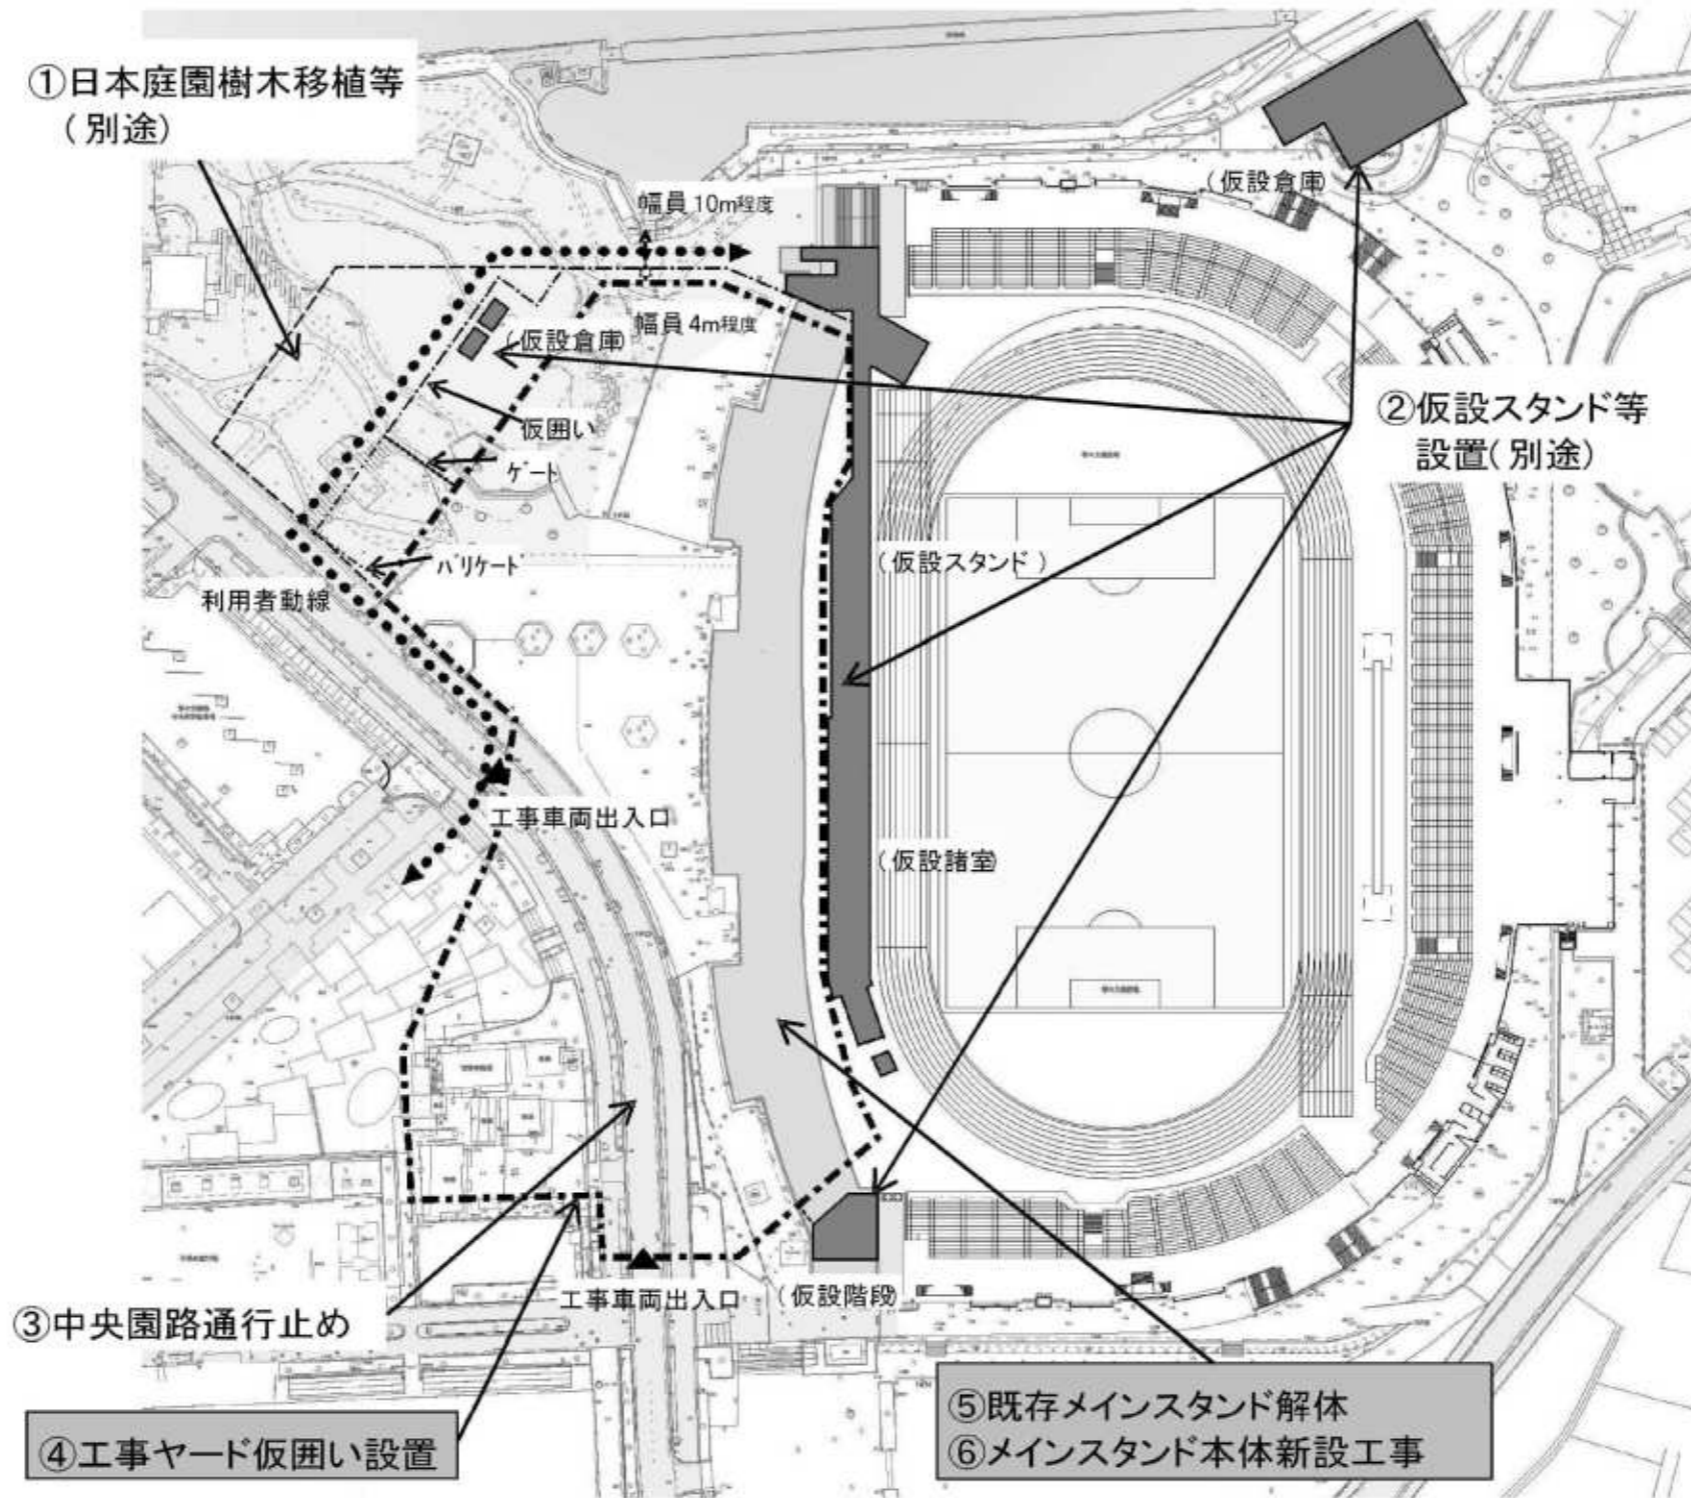 ①日本庭園樹木移植等
(別途)
幅員10m程度
(仮設倉庫)
幅員4m程度
(仮設倉庫)
②仮設スタンド等
設置(別途)
仮囲い
ゲート
(仮設スタンド)
バリケード
利用者動線
工事車両出入口
(仮設諸室)
工事車両出入口
(仮設階段)
③中央園路通行止め
⑤既存メインスタンド解体
⑥メインスタンド本体新設工事
④工事ヤード仮囲い設置